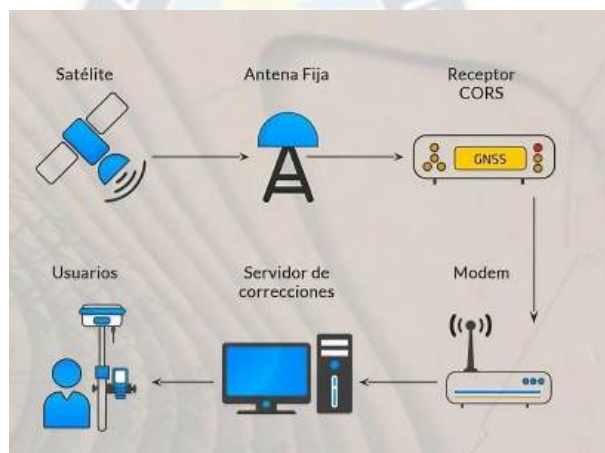 Satélite
Antena Fija
Receptor
CORS
GNSS
Usuarios
Servidor de
correcciones
Modem